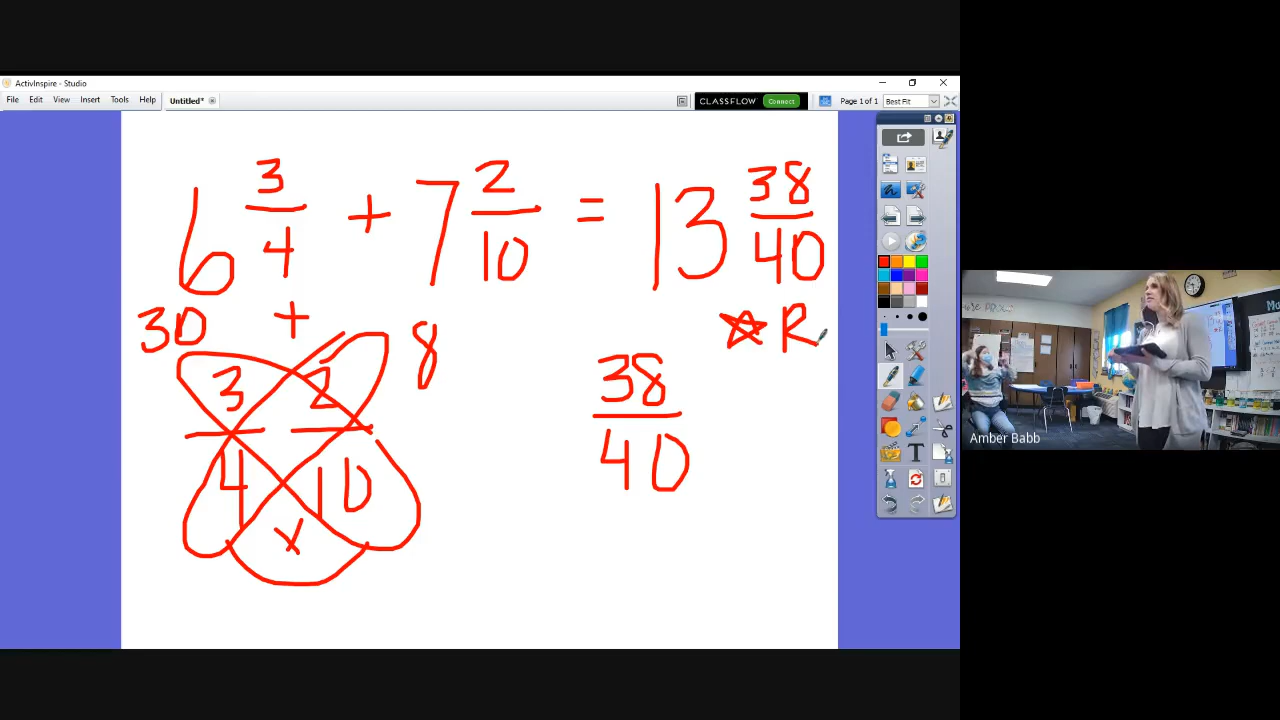 ActivInspire - Studio
File Edit View Insert Tools Help Untitled* CLASSFLOW Connect Page 1 of 1 Best Fit
6 3/4 + 7 2/10 = 13 38/40
30 + 8 ☆ R
3 2 38/40
4 10
x
T
Amber Babb